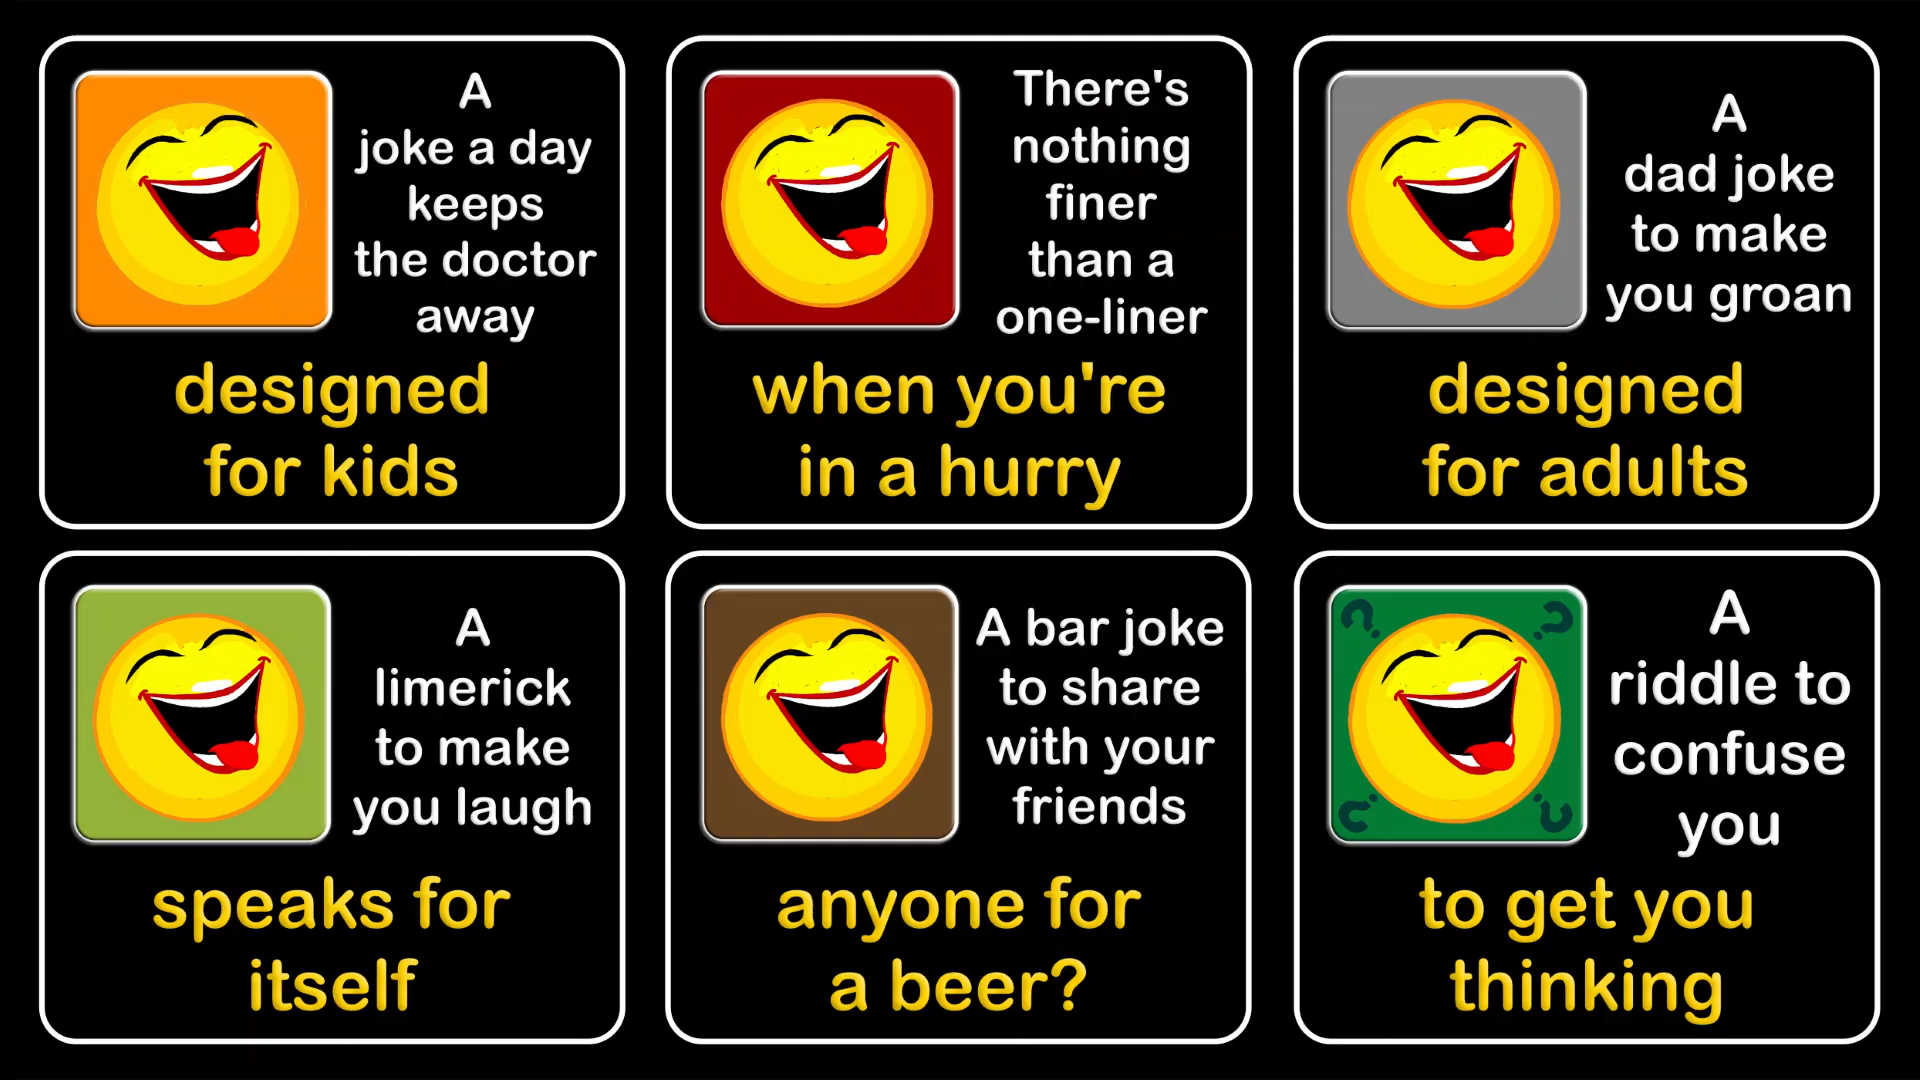 A
joke a day
keeps
the doctor
away
designed
for kids
There's
nothing
finer
than a
one-liner
when you're
in a hurry
A
dad joke
to make
you groan
designed
for adults
A
limerick
to make
you laugh
speaks for
itself
A bar joke
to share
with your
friends
anyone for
a beer?
? ?
? ?
A
riddle to
confuse
you
to get you
thinking